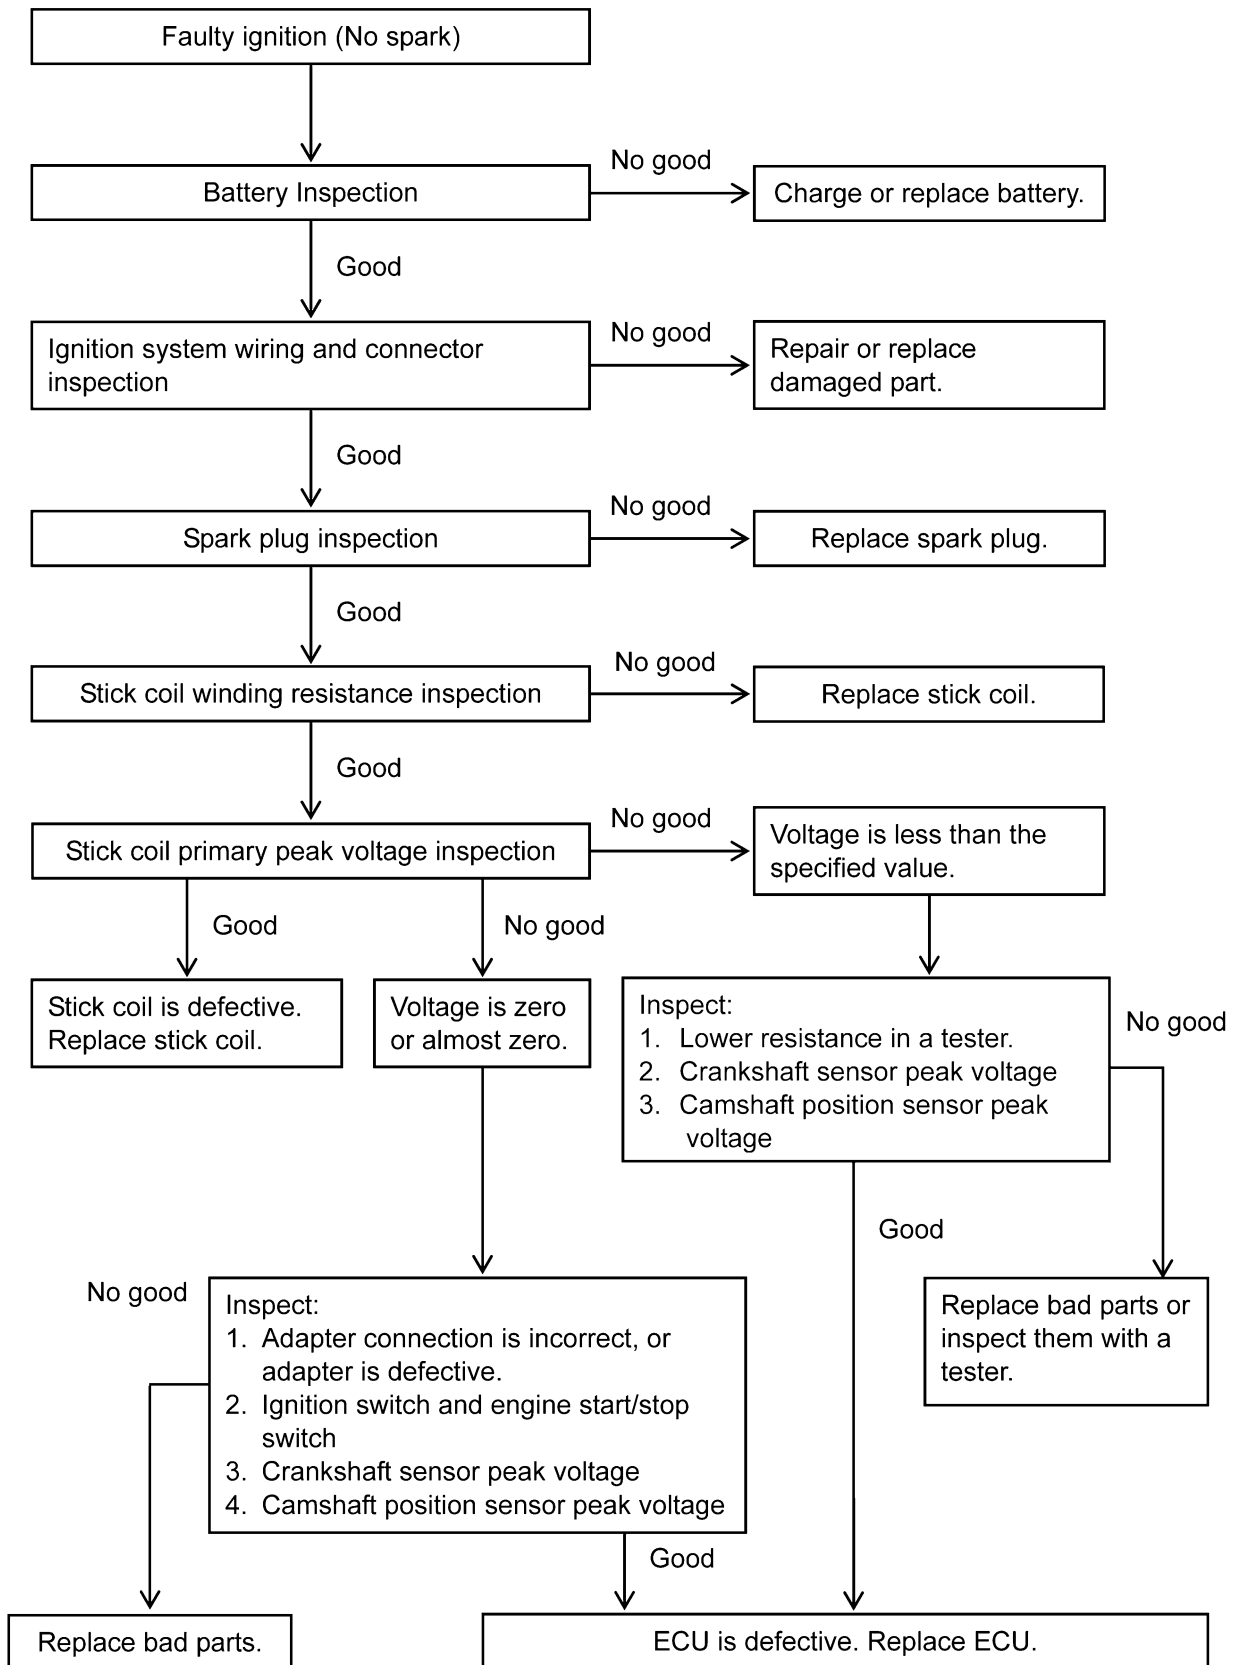 Faulty ignition (No spark)
No good
Battery Inspection
Charge or replace battery.
Good
No good
Ignition system wiring and connector
inspection
Repair or replace
damaged part.
Good
No good
Spark plug inspection
Replace spark plug.
Good
No good
Stick coil winding resistance inspection
Replace stick coil.
Good
No good
Stick coil primary peak voltage inspection
Voltage is less than the
specified value.
Good
No good
Stick coil is defective.
Replace stick coil.
Voltage is zero
or almost zero.
Inspect:
1. Lower resistance in a tester.
2. Crankshaft sensor peak voltage
3. Camshaft position sensor peak
voltage
No good
Good
Replace bad parts or
inspect them with a
tester.
No good
Inspect:
1. Adapter connection is incorrect, or
adapter is defective.
2. Ignition switch and engine start/stop
switch
3. Crankshaft sensor peak voltage
4. Camshaft position sensor peak voltage
Good
Replace bad parts.
ECU is defective. Replace ECU.